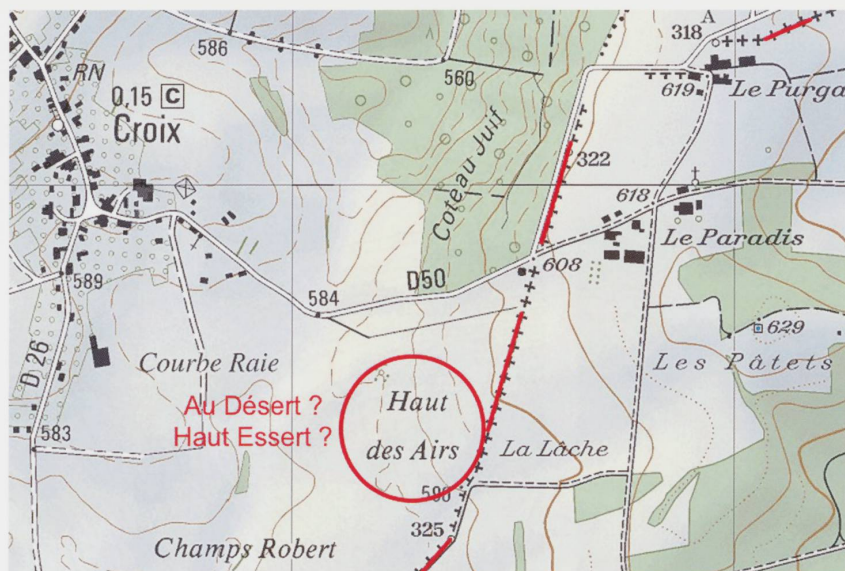 318
A
586
RN
0,15 C
Croix
560
619
Le Purga
Coteau Juif
322
618
Le Paradis
608
D50
584
589
D 26
629
Courbe Raie
Les Pâtets
Au Désert ?
Haut Essert ?
Haut
des Airs
La Lâche
583
590
325
Champs Robert